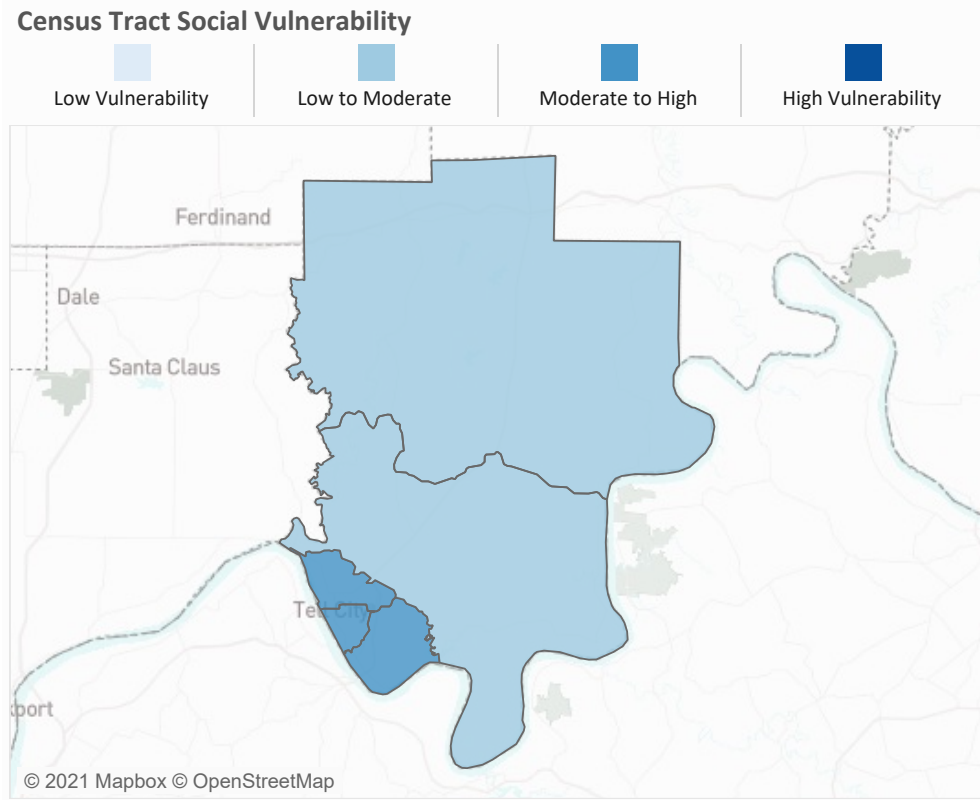 Census Tract Social Vulnerability
Low Vulnerability
Low to Moderate
Moderate to High
High Vulnerability
Ferdinand
Dale
Santa Claus
Tell City
kport
© 2021 Mapbox © OpenStreetMap